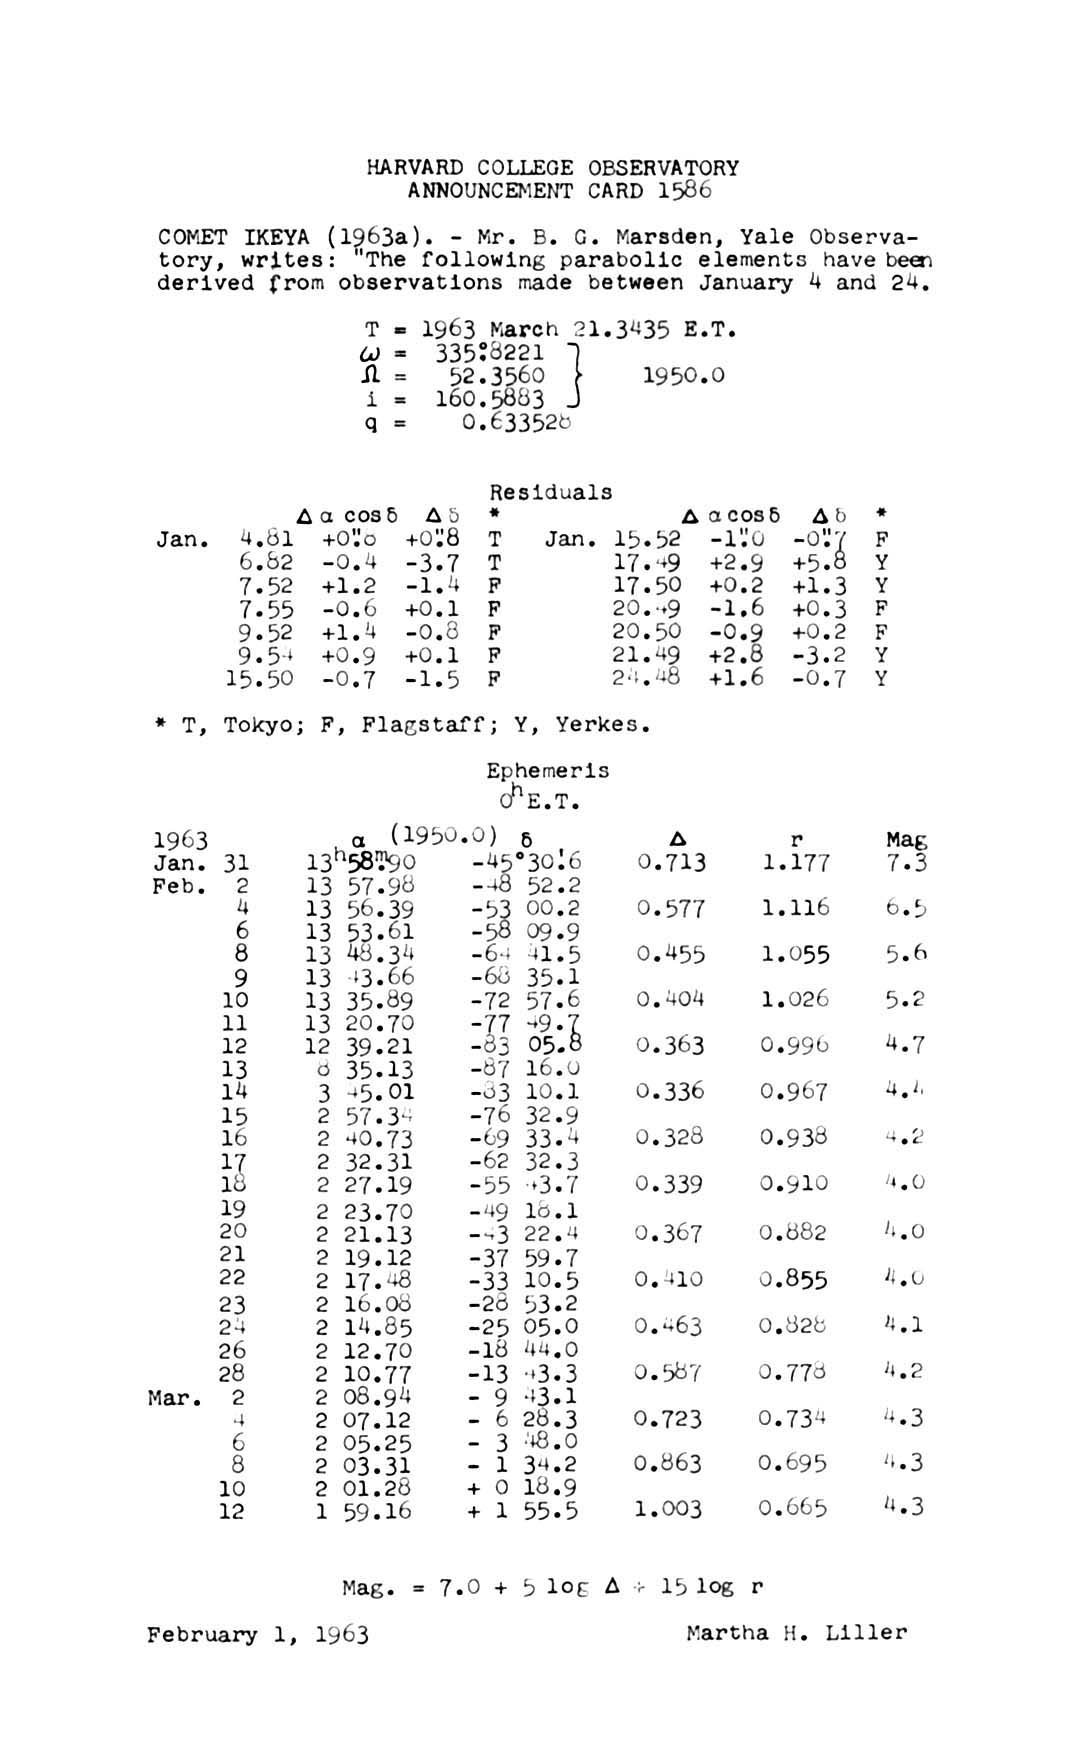 HARVARD COLLEGE OBSERVATORY
ANNOUNCEMENT CARD 1586
COMET IKEYA (1963a). - Mr. B. G. Marsden, Yale Observa-
tory, writes: "The following parabolic elements have been
derived from observations made between January 4 and 24.
T = 1963 March 21.3435 E.T.
ω = 335°.8221
Ω = 52.3560 } 1950.0
i = 160.5883
q = 0.633528
Residuals
Δ α cos δ Δ δ * Δ α cos δ Δ δ *
Jan. 4.81 +0".8 +0".8 T Jan. 15.52 -1".0 -0".7 F
6.82 -0.4 -3.7 T 17.49 +2.9 +5.8 Y
7.52 +1.2 -1.4 F 17.50 +0.2 +1.3 Y
7.55 -0.6 +0.1 F 20.49 -1.6 +0.3 F
9.52 +1.4 -0.8 F 20.50 -0.9 +0.2 F
9.54 +0.9 +0.1 F 21.49 +2.8 -3.2 Y
15.50 -0.7 -1.5 F 24.48 +1.6 -0.7 Y
* T, Tokyo; F, Flagstaff; Y, Yerkes.
Ephemeris
0h E.T.
1963 α (1950.0) δ Δ r Mag
Jan. 31 13h58m.90 -45°30'.6 0.713 1.177 7.3
Feb. 2 13 57.98 -48 52.2
4 13 56.39 -53 00.2 0.577 1.116 6.5
6 13 53.61 -58 09.9
8 13 48.34 -64 41.5 0.455 1.055 5.6
9 13 43.66 -68 35.1
10 13 35.89 -72 57.6 0.404 1.026 5.2
11 13 20.70 -77 49.7
12 12 39.21 -83 05.8 0.363 0.996 4.7
13 8 35.13 -87 16.0
14 3 45.01 -83 10.1 0.336 0.967 4.4
15 2 57.34 -76 32.9
16 2 40.73 -69 33.4 0.328 0.938 4.2
17 2 32.31 -62 32.3
18 2 27.19 -55 43.7 0.339 0.910 4.0
19 2 23.70 -49 18.1
20 2 21.13 -43 22.4 0.367 0.882 4.0
21 2 19.12 -37 59.7
22 2 17.48 -33 10.5 0.410 0.855 4.0
23 2 16.08 -28 53.2
24 2 14.85 -25 05.0 0.463 0.828 4.1
26 2 12.70 -18 44.0
28 2 10.77 -13 43.3 0.587 0.778 4.2
Mar. 2 2 08.94 - 9 43.1
4 2 07.12 - 6 28.3 0.723 0.734 4.3
6 2 05.25 - 3 48.0
8 2 03.31 - 1 34.2 0.863 0.695 4.3
10 2 01.28 + 0 18.9
12 1 59.16 + 1 55.5 1.003 0.665 4.3
Mag. = 7.0 + 5 log Δ + 15 log r
February 1, 1963 Martha H. Liller